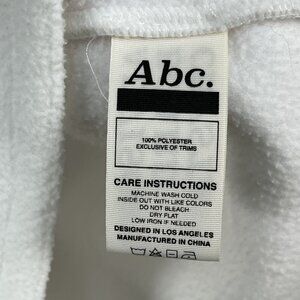 Abc.
100% POLYESTER
EXCLUSIVE OF TRIMS
CARE INSTRUCTIONS
MACHINE WASH COLD
INSIDE OUT WITH LIKE COLORS
DO NOT BLEACH
DRY FLAT
LOW IRON IF NEEDED
DESIGNED IN LOS ANGELES
MANUFACTURED IN CHINA